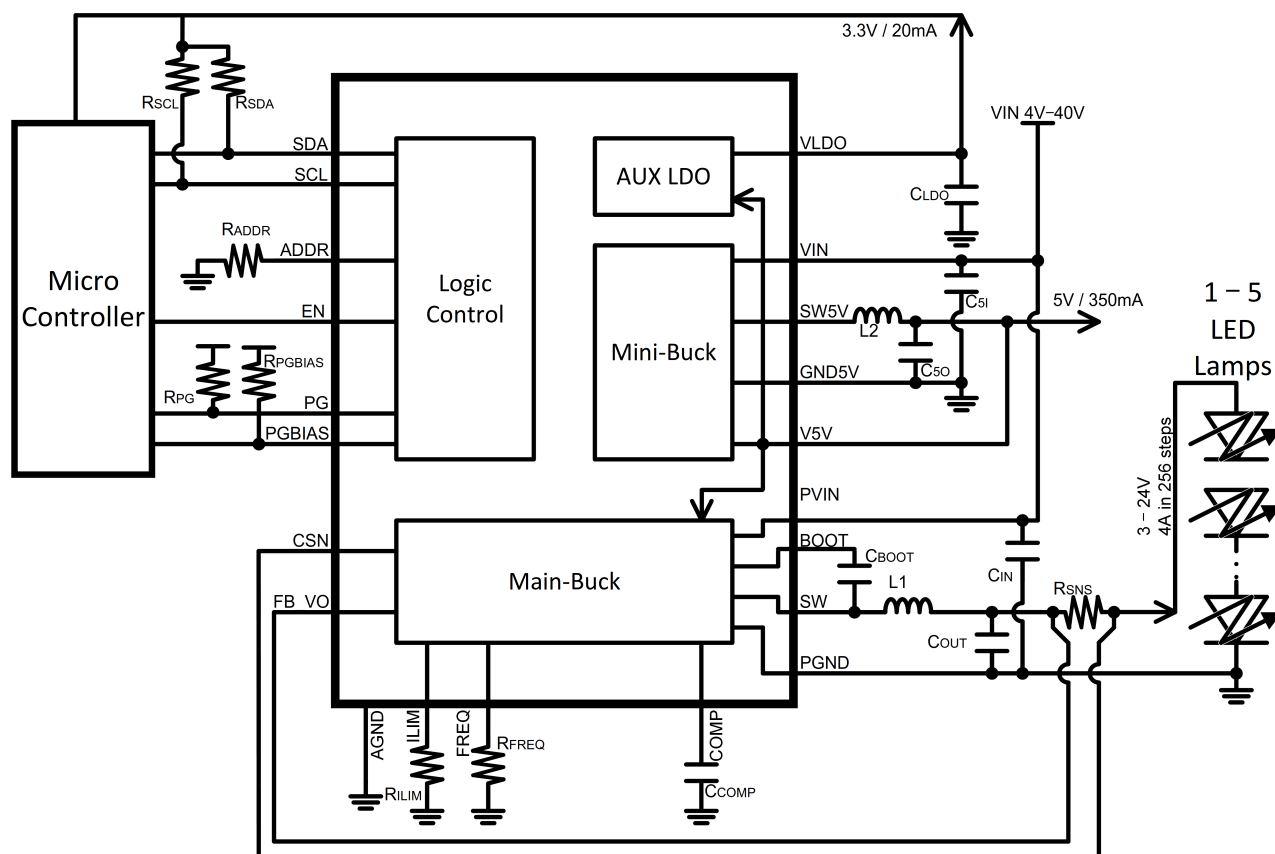 3.3V / 20mA
RSCL
RSDA
VIN 4V–40V
SDA
SCL
VLDO
AUX LDO
CLDO
RADDR
ADDR
VIN
Micro
Controller
Logic
Control
C5I
5V / 350mA
1 – 5
LED
Lamps
EN
SW5V
L2
Mini-Buck
C5O
RPGBIAS
RPG
GND5V
PG
PGBIAS
V5V
3 – 24V
4A in 256 steps
PVIN
CSN
BOOT
CBOOT
Main-Buck
CIN
L1
RSNS
FB VO
SW
COUT
PGND
AGND
ILIM
FREQ
RFREQ
COMP
RILIM
CCOMP